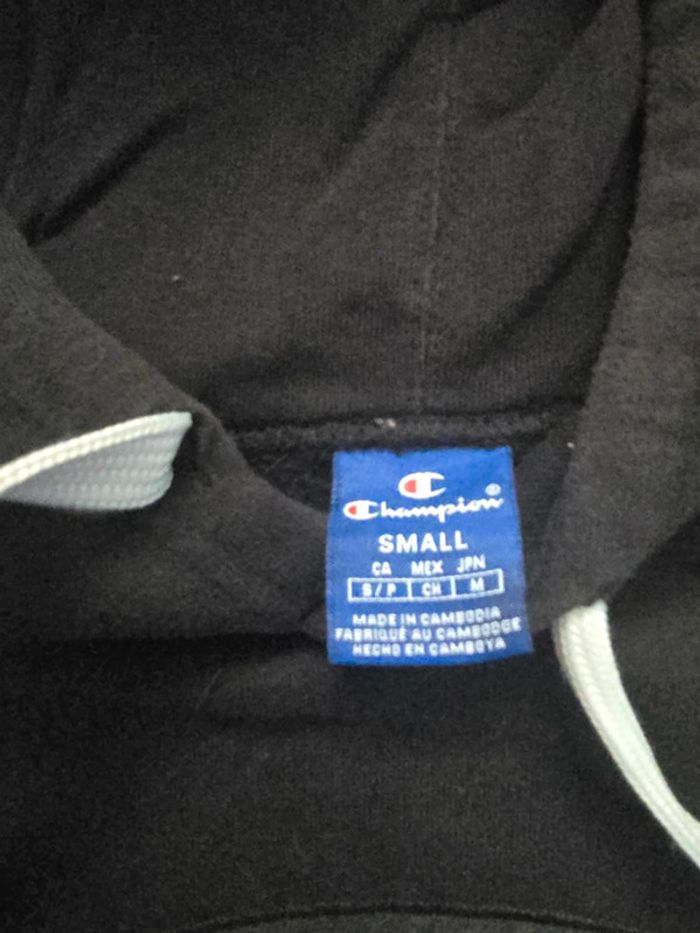 Champion®
SMALL
CA MEX JPN
S/P CH M
MADE IN CAMBODIA
FABRIQUÉ AU CAMBODGE
HECHO EN CAMBOYA